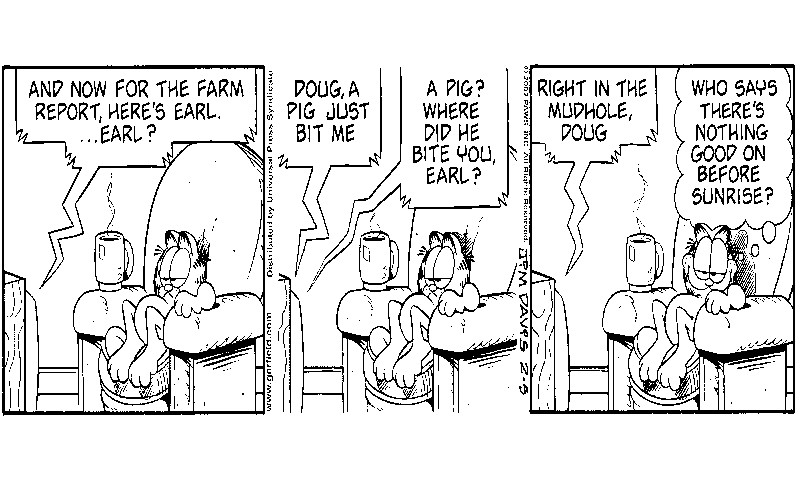 AND NOW FOR THE FARM
REPORT, HERE'S EARL.
...EARL?
Distributed by Universal Press Syndicate
www.garfield.com
DOUG, A
PIG JUST
BIT ME
A PIG?
WHERE
DID HE
BITE YOU,
EARL?
© 2003 PAWS, Inc. All Rights Reserved.
JIM DAVIS 2-5
RIGHT IN THE
MUDHOLE,
DOUG
WHO SAYS
THERE'S
NOTHING
GOOD ON
BEFORE
SUNRISE?